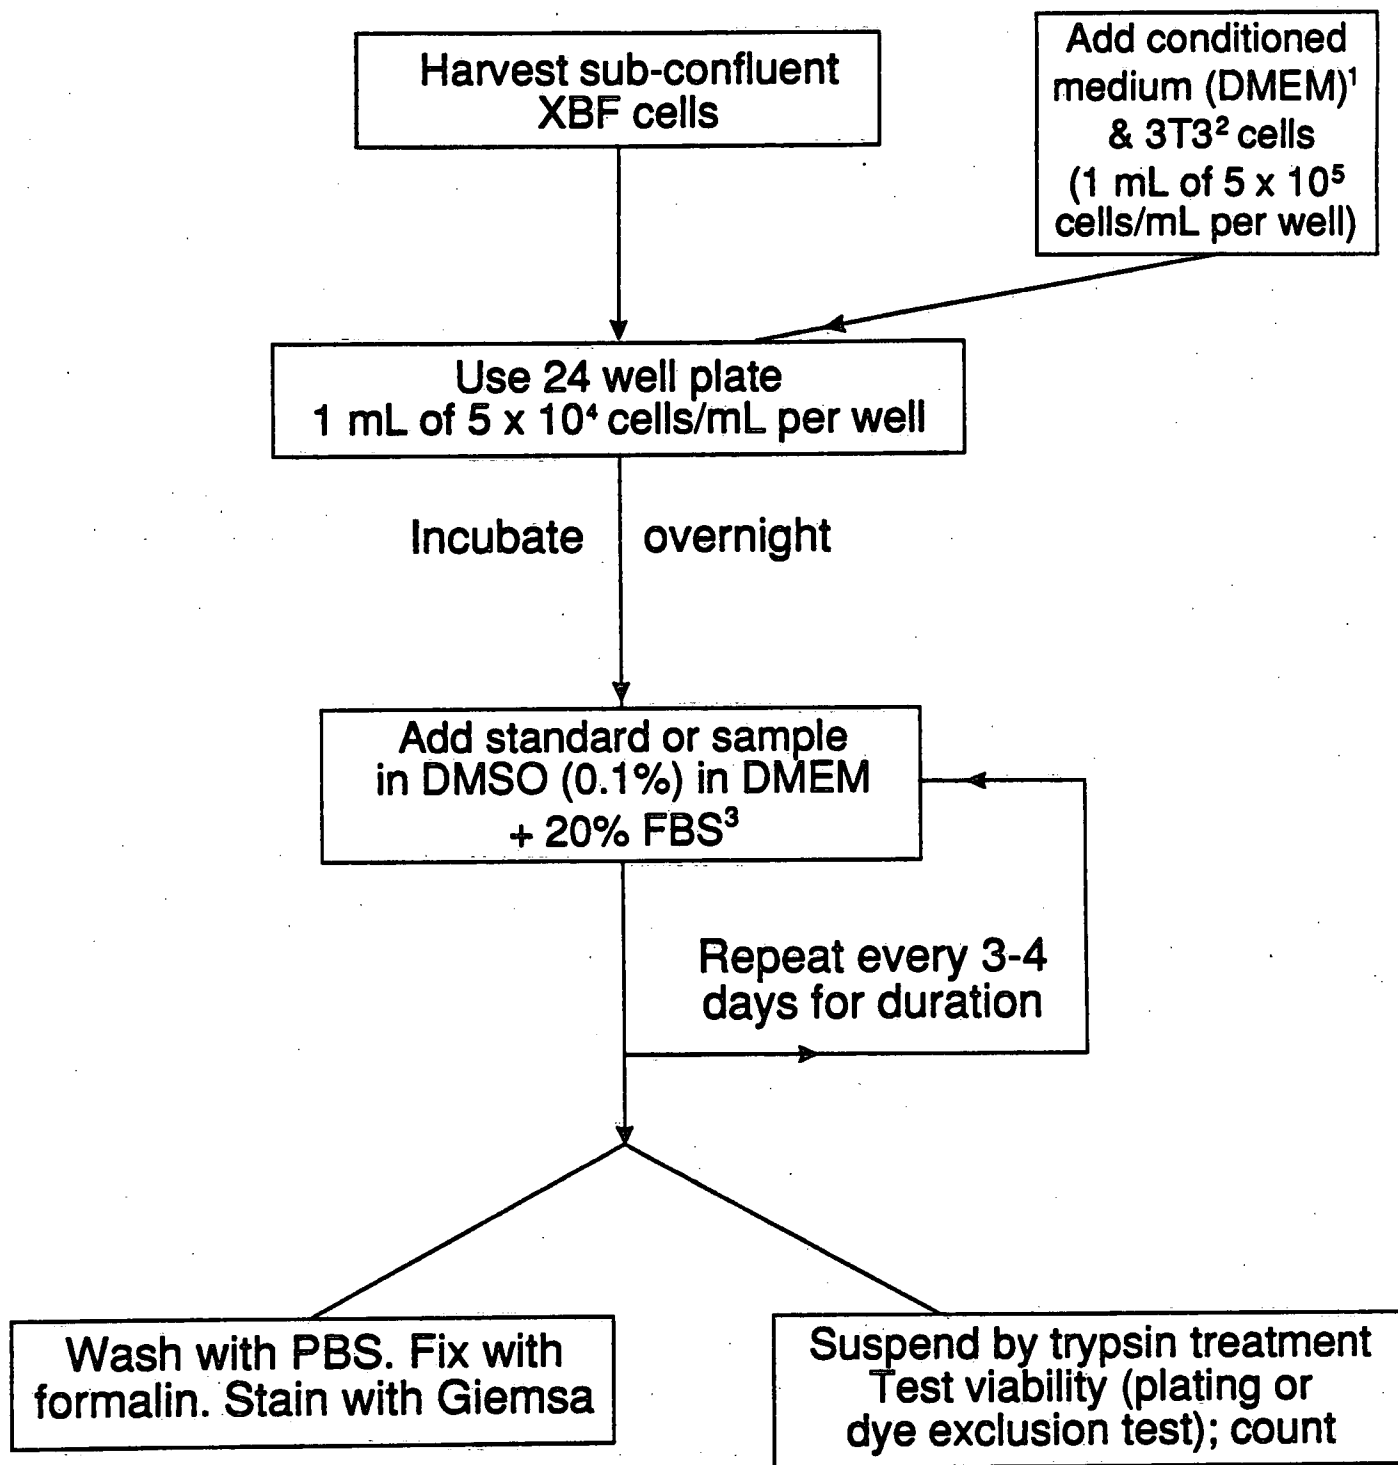 Harvest sub-confluent
XBF cells
Add conditioned
medium (DMEM)¹
& 3T3² cells
(1 mL of 5 x 10⁵
cells/mL per well)
Use 24 well plate
1 mL of 5 x 10⁴ cells/mL per well
Incubate overnight
Add standard or sample
in DMSO (0.1%) in DMEM
+ 20% FBS³
Repeat every 3-4
days for duration
Wash with PBS. Fix with
formalin. Stain with Giemsa
Suspend by trypsin treatment
Test viability (plating or
dye exclusion test); count